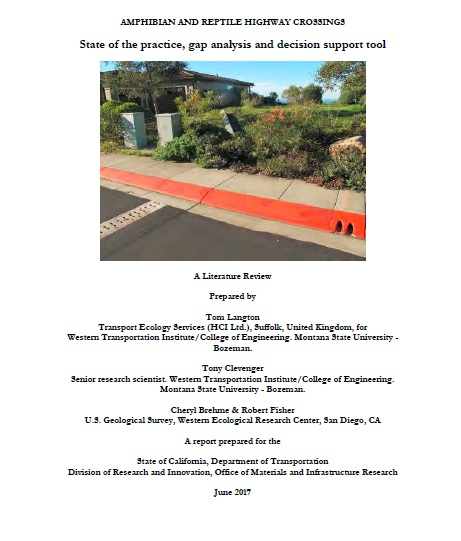 AMPHIBIAN AND REPTILE HIGHWAY CROSSINGS
State of the practice, gap analysis and decision support tool
A Literature Review
Prepared by
Tom Langton
Transport Ecology Services (HCI Ltd.), Suffolk, United Kingdom, for
Western Transportation Institute/College of Engineering. Montana State University -
Bozeman.
Tony Clevenger
Senior research scientist. Western Transportation Institute/College of Engineering.
Montana State University - Bozeman.
Cheryl Brehme & Robert Fisher
U.S. Geological Survey, Western Ecological Research Center, San Diego, CA
A report prepared for the
State of California, Department of Transportation
Division of Research and Innovation, Office of Materials and Infrastructure Research
June 2017